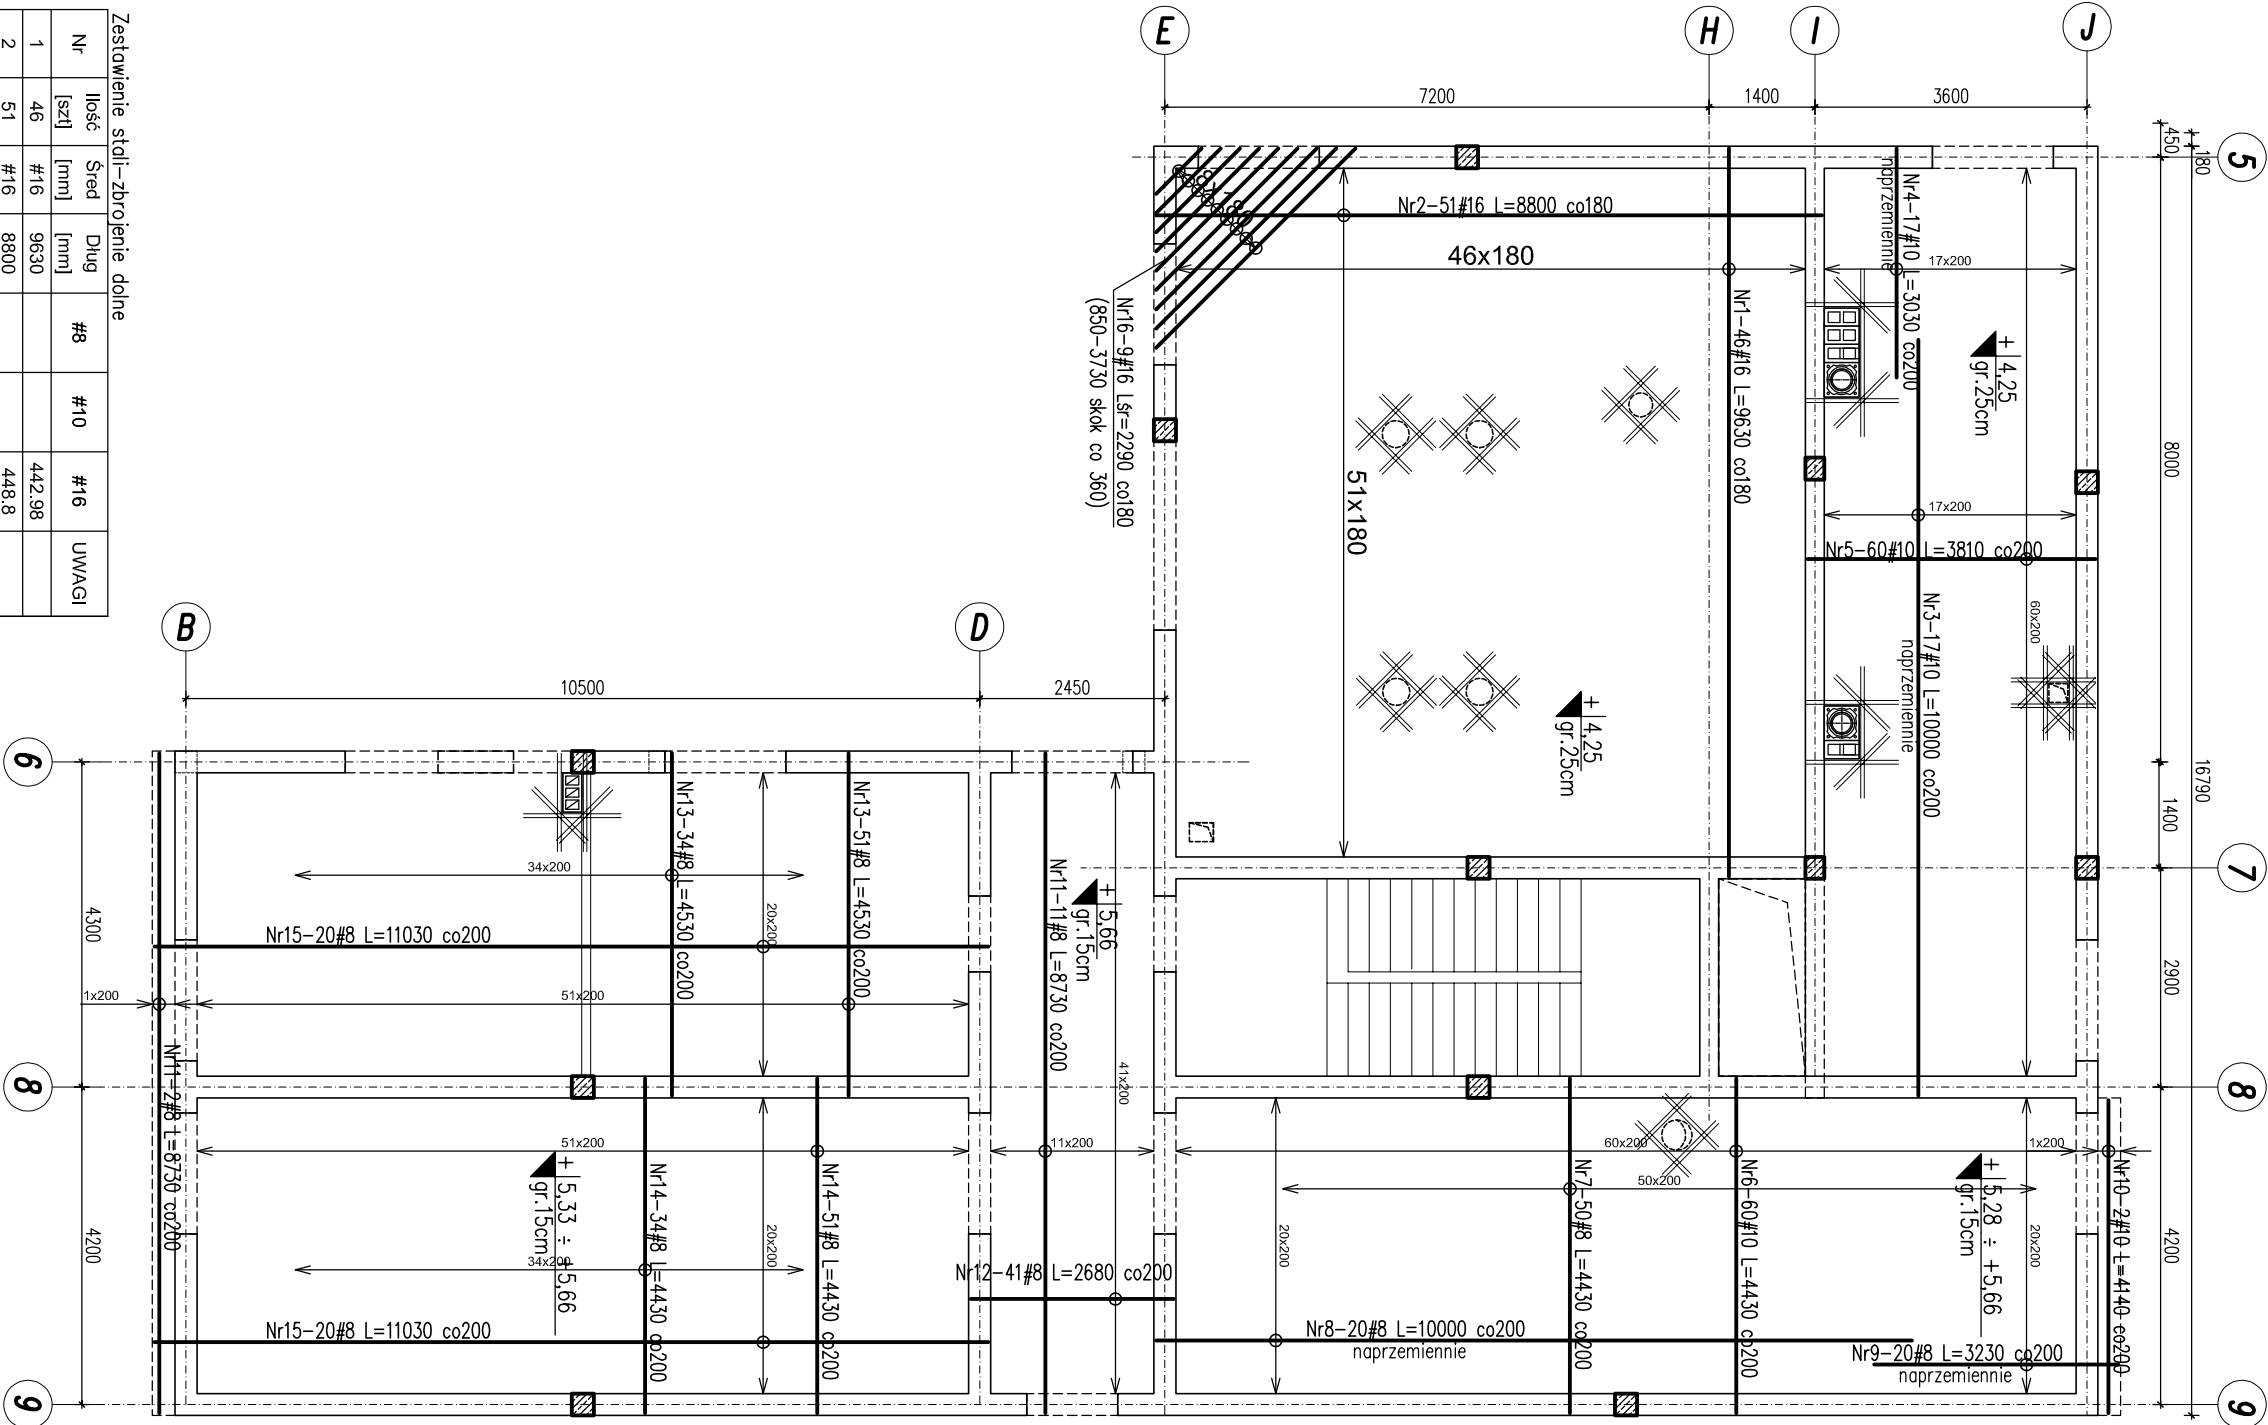 E
H
I
J
7200
1400
3600
5
450
180
8000
16790
1400
7
2900
8
4200
9
Nr2-51#16 L=8800 co180
46x180
51x180
Nr1-46#16 L=9630 co180
Nr4-17#10 L=3030 co200
naprzemiennie
17x200
+ 4,25
gr.25cm
17x200
Nr5-60#10 L=3810 co200
60x200
Nr3-17#10 L=10000 co200
naprzemiennie
Nr16-9#16 Lśr=2290 co180
(850-3730 skok co 360)
+ 4,25
gr.25cm
Zestawienie stali-zbrojenie dolne
Nr
Ilość
[szt]
Śred
[mm]
Dług
[mm]
#8
#10
#16
UWAGI
1 46 #16 9630 442.98
2 51 #16 8800 448.8
B
D
10500
2450
6
4300
8
4200
9
Nr13-34#8 L=4530 co200
Nr13-51#8 L=4530 co200
34x200
20x200
Nr15-20#8 L=11030 co200
1x200
51x200
Nr11-2#8 L=8730 co200
Nr11-11#8 L=8730 co200
+ 5,66
gr.15cm
41x200
51x200
11x200
60x200
1x200
+ 5,33 ÷ +5,66
gr.15cm
34x200
Nr14-34#8 L=4430 co200
20x200
Nr14-51#8 L=4430 co200
Nr15-20#8 L=11030 co200
Nr12-41#8 L=2680 co200
20x200
Nr7-50#8 L=4430 co200
50x200
Nr6-60#10 L=4430 co200
Nr8-20#8 L=10000 co200
naprzemiennie
Nr9-20#8 L=3230 co200
naprzemiennie
+ 5,28 ÷ +5,66
gr.15cm
20x200
Nr10-2#10 L=4140 co200